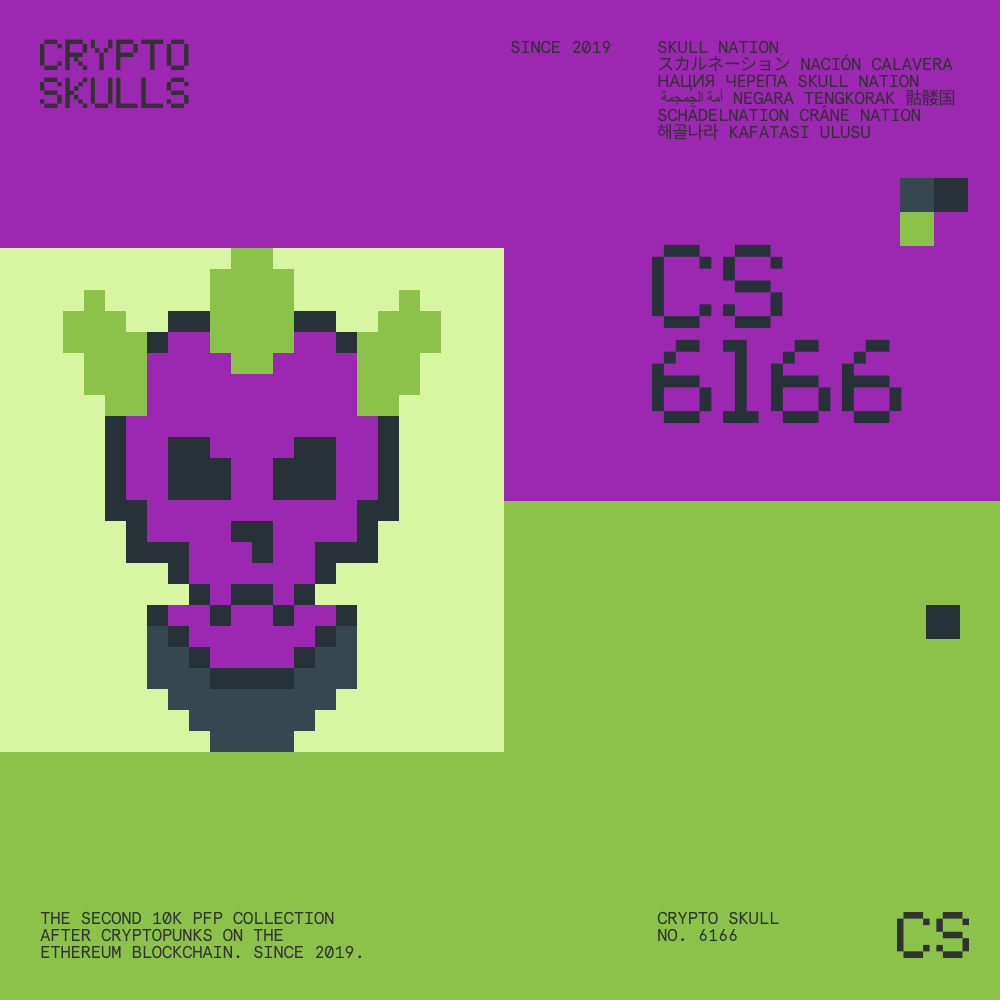 CRYPTO
SKULLS
SINCE 2019
SKULL NATION
スカルネーション NACIÓN CALAVERA
НАЦИЯ ЧЕРЕПА SKULL NATION
أمة الجمجمة NEGARA TENGKORAK 骷髅国
SCHÄDELNATION CRÂNE NATION
해골나라 KAFATASI ULUSU
CS
6166
THE SECOND 10K PFP COLLECTION
AFTER CRYPTOPUNKS ON THE
ETHEREUM BLOCKCHAIN. SINCE 2019.
CRYPTO SKULL
NO. 6166
CS